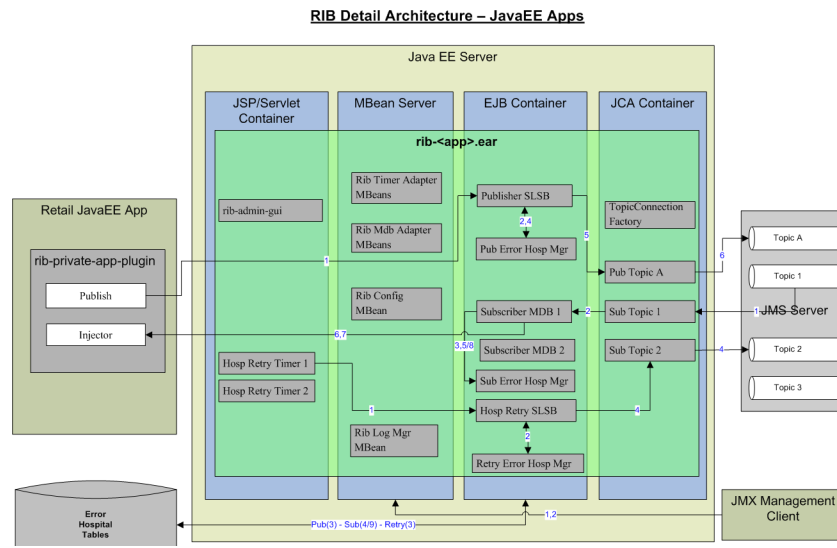 RIB Detail Architecture – JavaEE Apps
Java EE Server
JSP/Servlet
Container
MBean Server
EJB Container
JCA Container
rib-<app>.ear
Retail JavaEE App
rib-private-app-plugin
Publish
Injector
rib-admin-gui
Hosp Retry Timer 1
Hosp Retry Timer 2
Rib Timer Adapter
MBeans
Rib Mdb Adapter
MBeans
Rib Config
MBean
Rib Log Mgr
MBean
Publisher SLSB
2,4
Pub Error Hosp Mgr
Subscriber MDB 1
3,5/8
Subscriber MDB 2
Sub Error Hosp Mgr
Hosp Retry SLSB
2
Retry Error Hosp Mgr
TopicConnection
Factory
Pub Topic A
Sub Topic 1
Sub Topic 2
1
5
6
2
1
6,7
4
1
4
Topic A
Topic 1
JMS Server
Topic 2
Topic 3
Error
Hospital
Tables
Pub(3) - Sub(4/9) - Retry(3)
1,2
JMX Management
Client